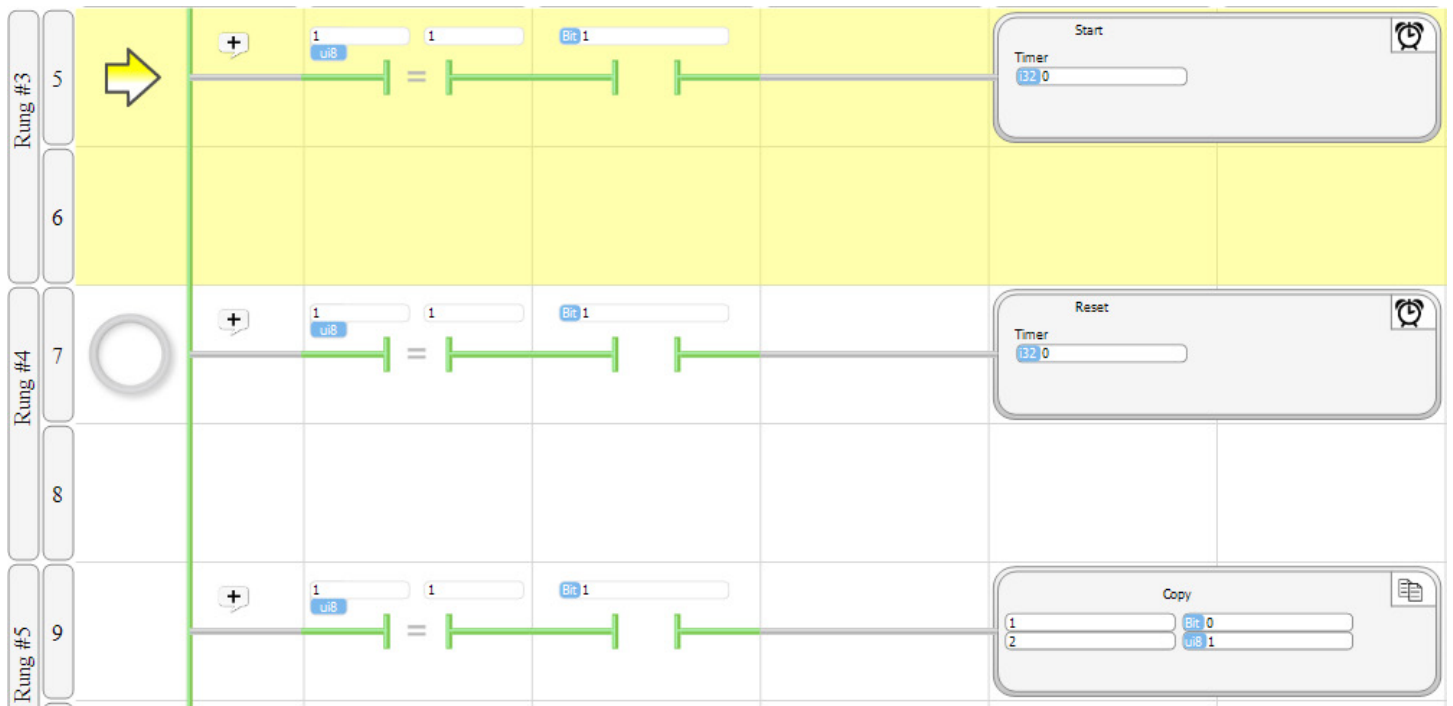 Rung #3
5
+
1 1 Bit 1
ui8
=
Start
Timer
i32 0
6
Rung #4
7
+
1 1 Bit 1
ui8
=
Reset
Timer
i32 0
8
Rung #5
9
+
1 1 Bit 1
ui8
=
Copy
1 Bit 0
2 ui8 1